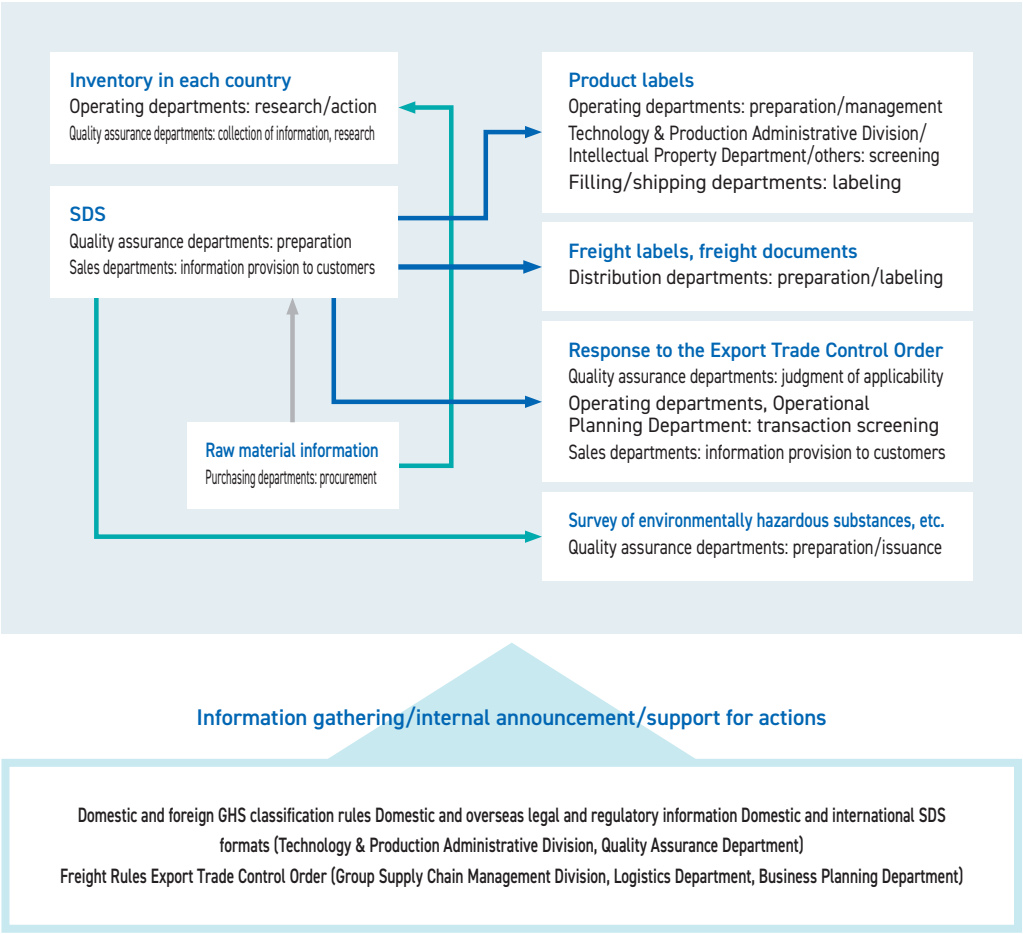 Inventory in each country
Operating departments: research/action
Quality assurance departments: collection of information, research
SDS
Quality assurance departments: preparation
Sales departments: information provision to customers
Raw material information
Purchasing departments: procurement
Product labels
Operating departments: preparation/management
Technology & Production Administrative Division/
Intellectual Property Department/others: screening
Filling/shipping departments: labeling
Freight labels, freight documents
Distribution departments: preparation/labeling
Response to the Export Trade Control Order
Quality assurance departments: judgment of applicability
Operating departments, Operational
Planning Department: transaction screening
Sales departments: information provision to customers
Survey of environmentally hazardous substances, etc.
Quality assurance departments: preparation/issuance
Information gathering/internal announcement/support for actions
Domestic and foreign GHS classification rules Domestic and overseas legal and regulatory information Domestic and international SDS
formats (Technology & Production Administrative Division, Quality Assurance Department)
Freight Rules Export Trade Control Order (Group Supply Chain Management Division, Logistics Department, Business Planning Department)